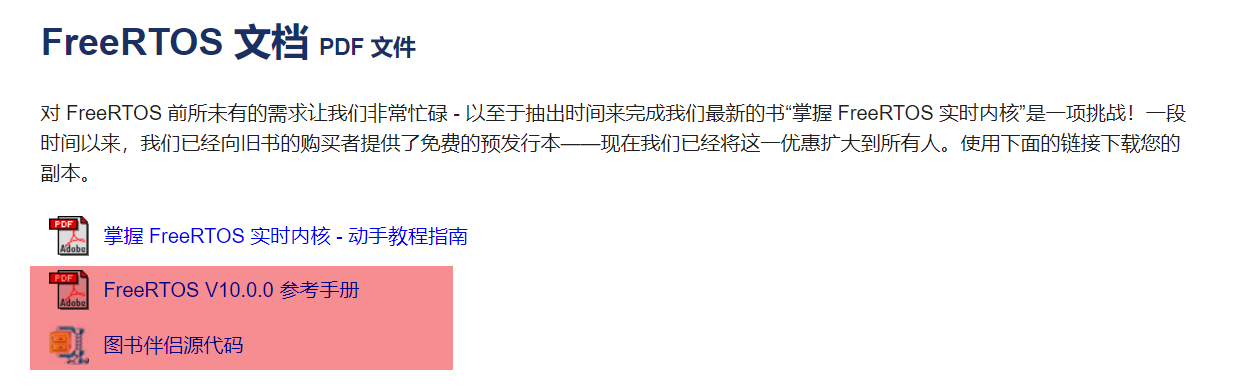 FreeRTOS 文档 PDF 文件
对 FreeRTOS 前所未有的需求让我们非常忙碌 - 以至于抽出时间来完成我们最新的书“掌握 FreeRTOS 实时内核”是一项挑战！一段
时间以来，我们已经向旧书的购买者提供了免费的预发行本——现在我们已经将这一优惠扩大到所有人。使用下面的链接下载您的
副本。
PDF
Adobe
掌握 FreeRTOS 实时内核 - 动手教程指南
PDF
Adobe
FreeRTOS V10.0.0 参考手册
图书伴侣源代码